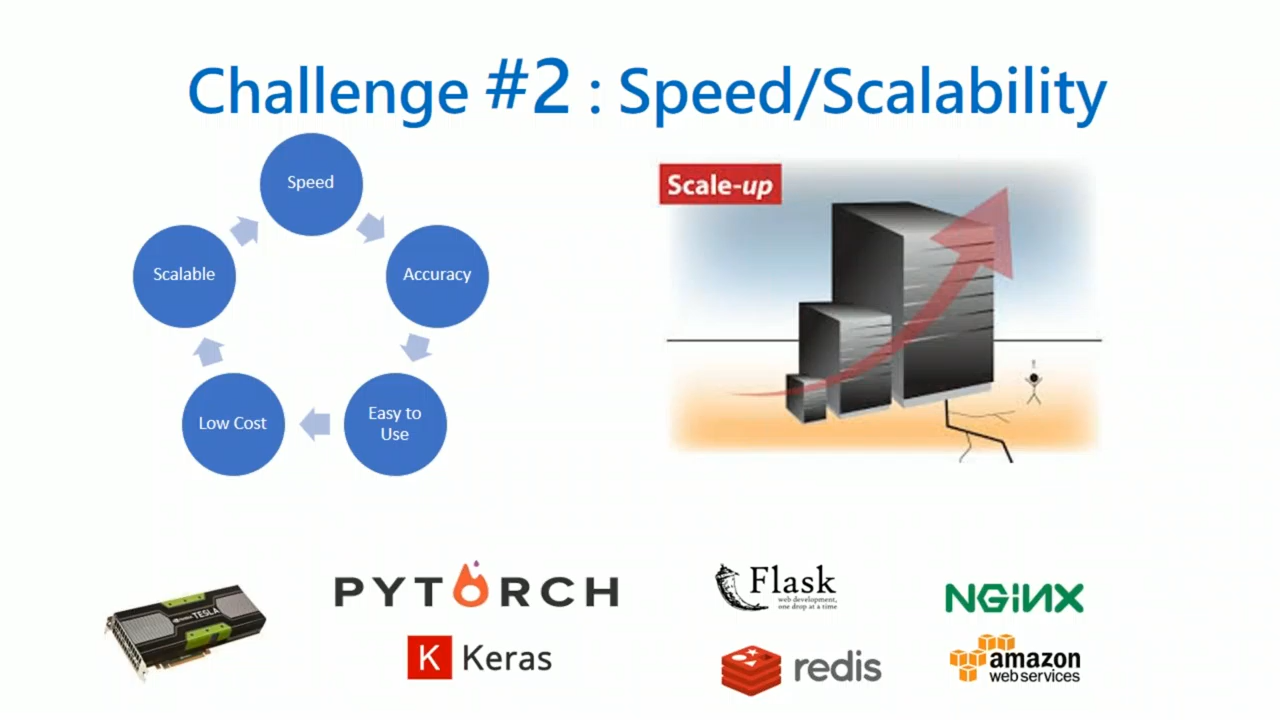 Challenge #2 : Speed/Scalability
Speed
Accuracy
Easy to
Use
Low Cost
Scalable
Scale-up
TESLA
PYTORCH
Keras
Flask
web development,
one drop at a time
redis
NGINX
amazon
web services